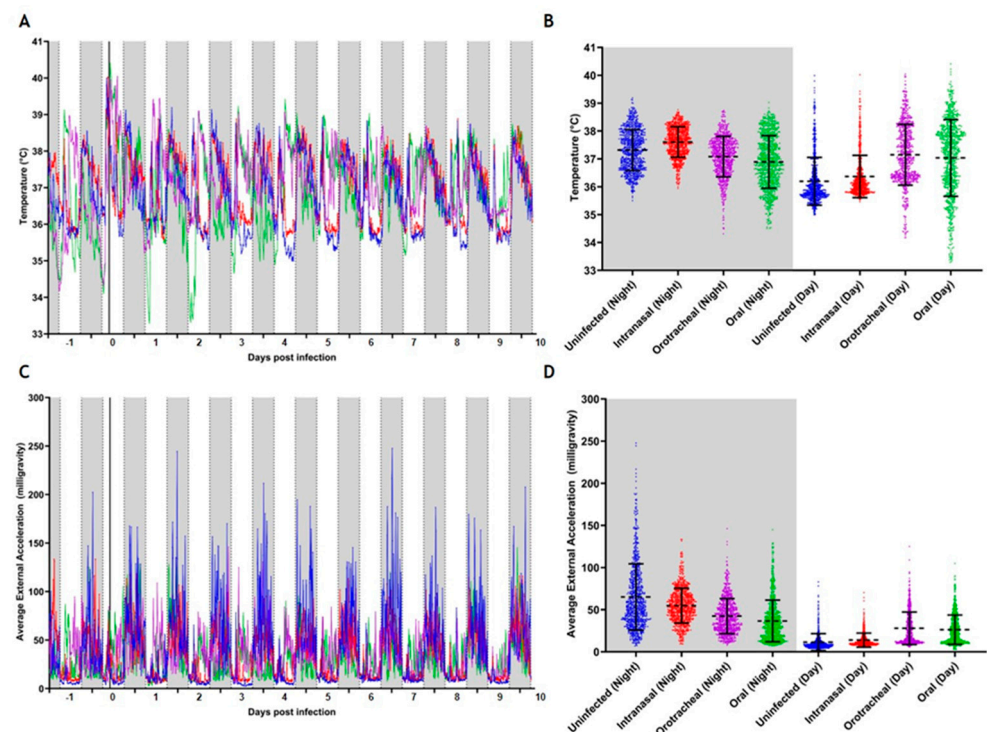 A
41
40
39
38
37
36
35
34
33
Temperature (°C)
-1 0 1 2 3 4 5 6 7 8 9 10
Days post infection
B
41
40
39
38
37
36
35
34
33
Temperature (°C)
Uninfected (Night)
Intranasal (Night)
Orotracheal (Night)
Oral (Night)
Uninfected (Day)
Intranasal (Day)
Orotracheal (Day)
Oral (Day)
C
300
250
200
150
100
50
0
Average External Acceleration (milligravity)
-1 0 1 2 3 4 5 6 7 8 9 10
Days post infection
D
300
250
200
150
100
50
0
Average External Acceleration (milligravity)
Uninfected (Night)
Intranasal (Night)
Orotracheal (Night)
Oral (Night)
Uninfected (Day)
Intranasal (Day)
Orotracheal (Day)
Oral (Day)